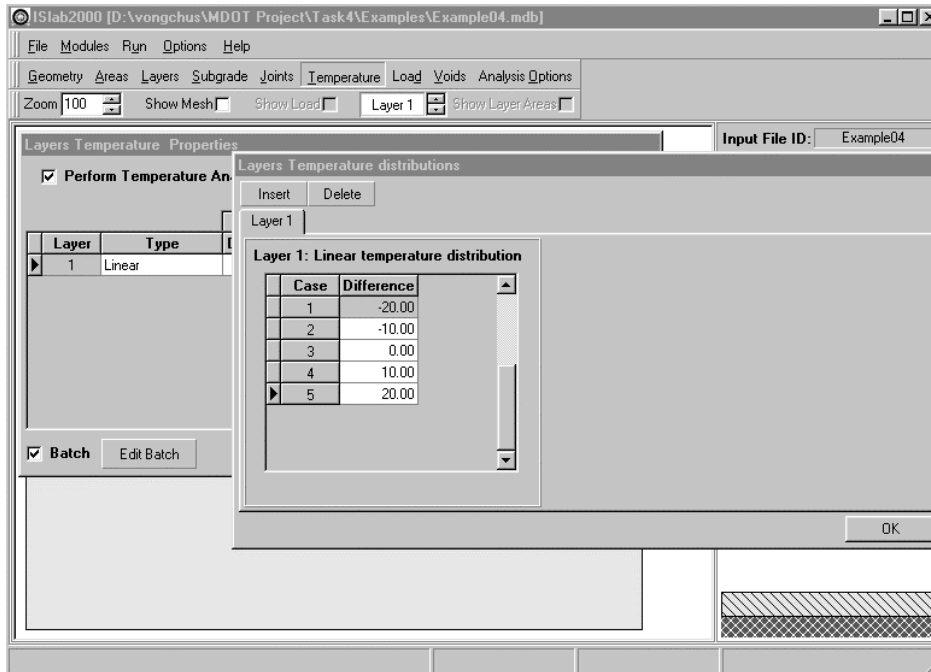 ISlab2000 [D:\vongchus\MDOT Project\Task4\Examples\Example04.mdb]
File Modules Run Options Help
Geometry Areas Layers Subgrade Joints Temperature Load Voids Analysis Options
Zoom 100 Show Mesh Show Load Layer 1 Show Layer Areas
Layers Temperature Properties
Input File ID: Example04
Perform Temperature An
Layers Temperature distributions
Insert Delete
Layer 1
Layer Type D
1 Linear
Layer 1: Linear temperature distribution
Case Difference
1 -20.00
2 -10.00
3 0.00
4 10.00
5 20.00
Batch Edit Batch
OK